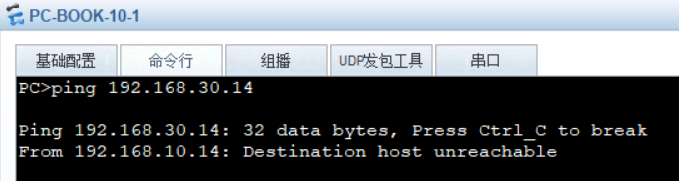 PC-BOOK-10-1
基础配置 命令行 组播 UDP发包工具 串口
PC>ping 192.168.30.14
Ping 192.168.30.14: 32 data bytes, Press Ctrl_C to break
From 192.168.10.14: Destination host unreachable